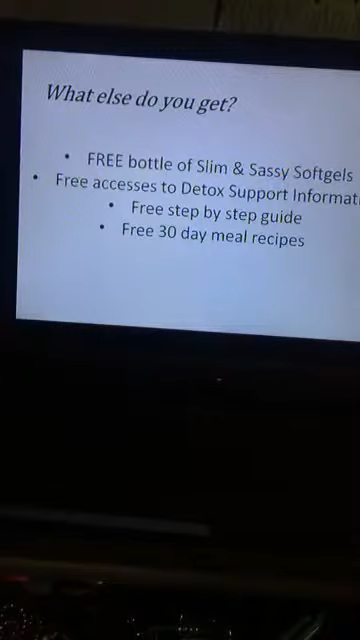 What else do you get?
• FREE bottle of Slim & Sassy Softgels
• Free accesses to Detox Support
• Free step by step guide
• Free 30 day meal recipes